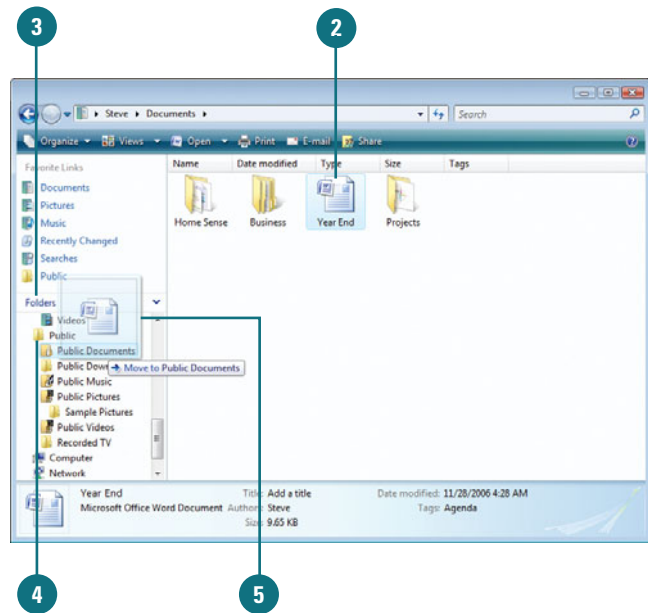 3
2
Steve
Documents
Search
Organize
Views
Open
Print
E-mail
Share
Favorite Links
Documents
Pictures
Music
Recently Changed
Searches
Public
Name
Date modified
Type
Size
Tags
Home Sense
Business
Year End
Projects
Folders
Videos
Public
Public Documents
Public Dow
Move to Public Documents
Public Music
Public Pictures
Sample Pictures
Public Videos
Recorded TV
Computer
Network
Year End
Microsoft Office Word Document
Title: Add a title
Authors: Steve
Size: 9.65 KB
Date modified: 11/28/2006 4:28 AM
Tags: Agenda
4
5